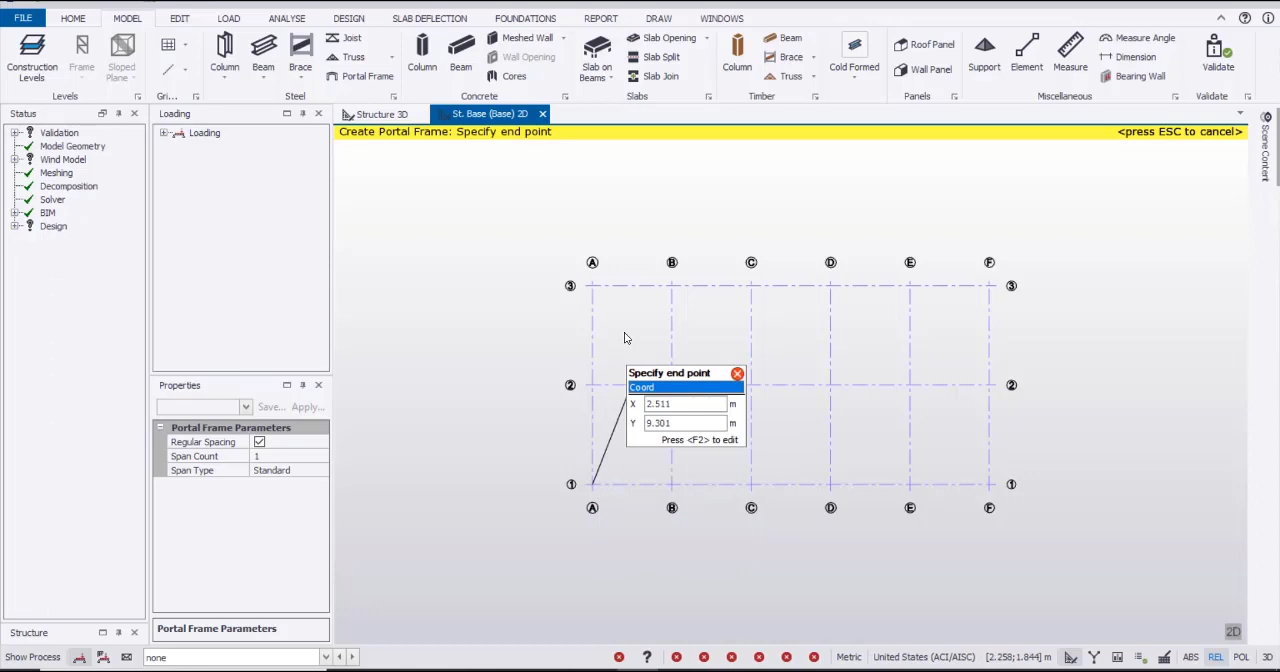 FILE HOME MODEL EDIT LOAD ANALYSE DESIGN SLAB DEFLECTION FOUNDATIONS REPORT DRAW WINDOWS
Construction Levels
Frame
Sloped Plane
Levels
Gri...
Column
Beam
Brace
Joist
Truss
Portal Frame
Steel
Column
Beam
Meshed Wall
Wall Opening
Cores
Concrete
Slab on Beams
Slab Opening
Slab Split
Slab Join
Slabs
Column
Beam
Brace
Truss
Timber
Cold Formed
Roof Panel
Wall Panel
Panels
Support
Element
Measure
Measure Angle
Dimension
Bearing Wall
Miscellaneous
Validate
Validate
Status
Validation
Model Geometry
Wind Model
Meshing
Decomposition
Solver
BIM
Design
Structure
Loading
Loading
Properties
Save... Apply...
Portal Frame Parameters
Regular Spacing
Span Count 1
Span Type Standard
Portal Frame Parameters
Structure 3D St. Base (Base) 2D
Create Portal Frame: Specify end point <press ESC to cancel>
A B C D E F
3 3
2 2
1 1
A B C D E F
Specify end point
Coord
X 2.511 m
Y 9.301 m
Press <F2> to edit
2D
Scene Content
Show Process none Metric United States (ACI/AISC) [2.258;1.844] m ABS REL POL 3D